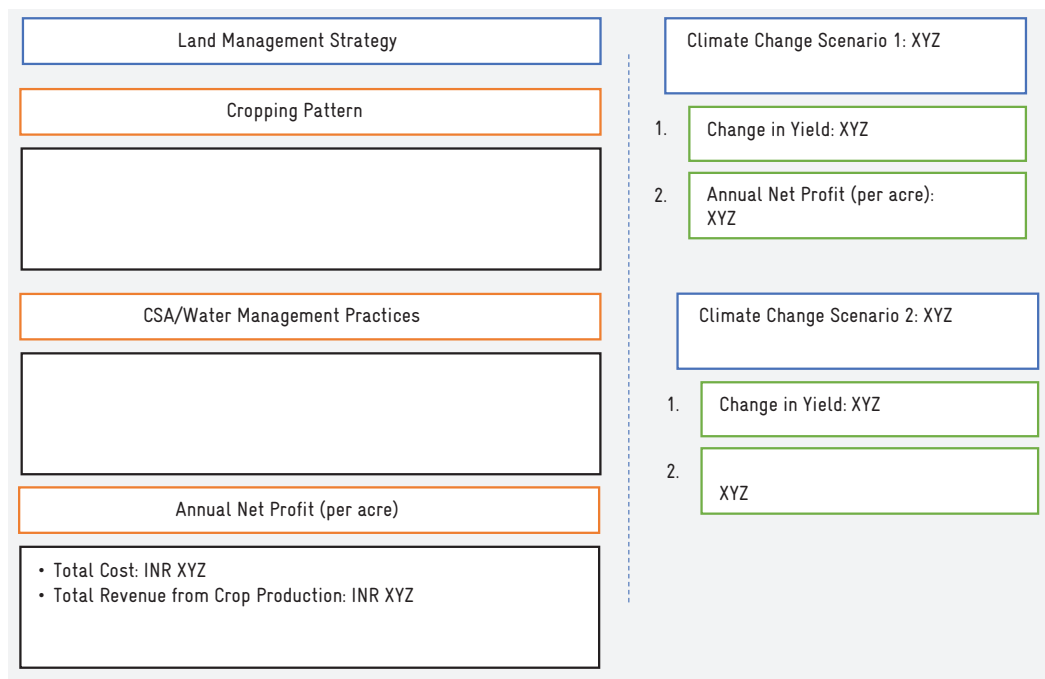 Land Management Strategy
Cropping Pattern
CSA/Water Management Practices
Annual Net Profit (per acre)
• Total Cost: INR XYZ
• Total Revenue from Crop Production: INR XYZ
Climate Change Scenario 1: XYZ
1. Change in Yield: XYZ
2. Annual Net Profit (per acre):
XYZ
Climate Change Scenario 2: XYZ
1. Change in Yield: XYZ
2.
XYZ